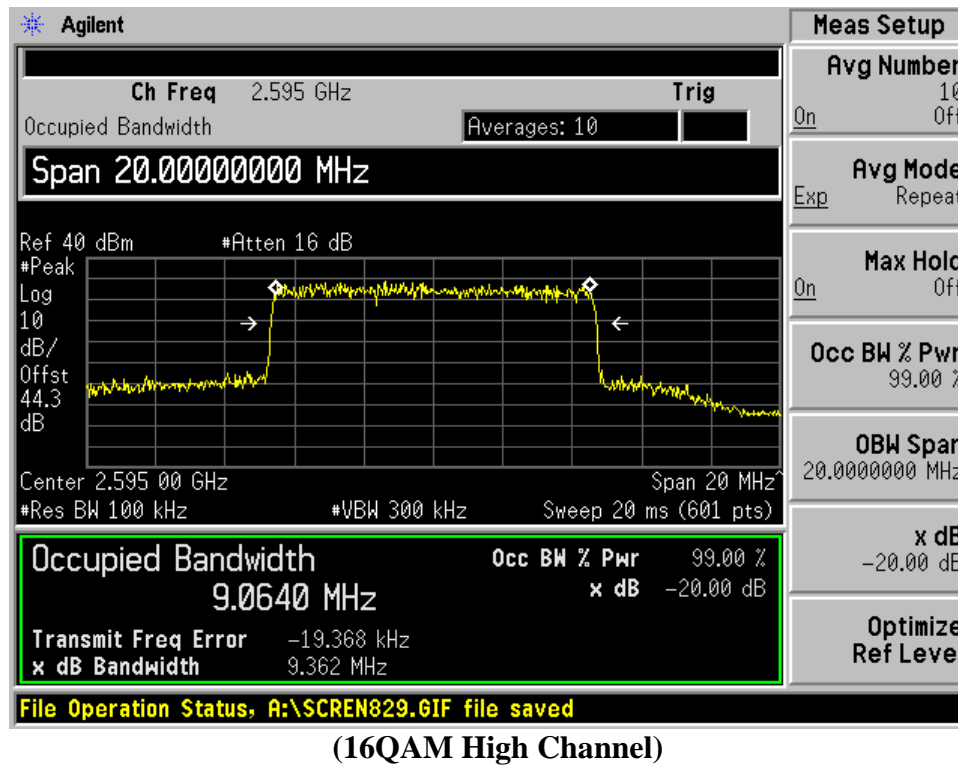 Agilent
Meas Setup
Ch Freq 2.595 GHz Trig
Occupied Bandwidth Averages: 10
Span 20.00000000 MHz
Ref 40 dBm #Atten 16 dB
#Peak
Log
10
dB/
Offst
44.3
dB
Center 2.595 00 GHz Span 20 MHz^
#Res BW 100 kHz #VBW 300 kHz Sweep 20 ms (601 pts)
Occupied Bandwidth Occ BW % Pwr 99.00 %
9.0640 MHz x dB -20.00 dB
Transmit Freq Error -19.368 kHz
x dB Bandwidth 9.362 MHz
File Operation Status, A:\SCREN829.GIF file saved
Avg Number
10
On Off
Avg Mode
Exp Repeat
Max Hold
On Off
Occ BW % Pwr
99.00 %
OBW Span
20.0000000 MHz
x dB
-20.00 dB
Optimize
Ref Level
(16QAM High Channel)